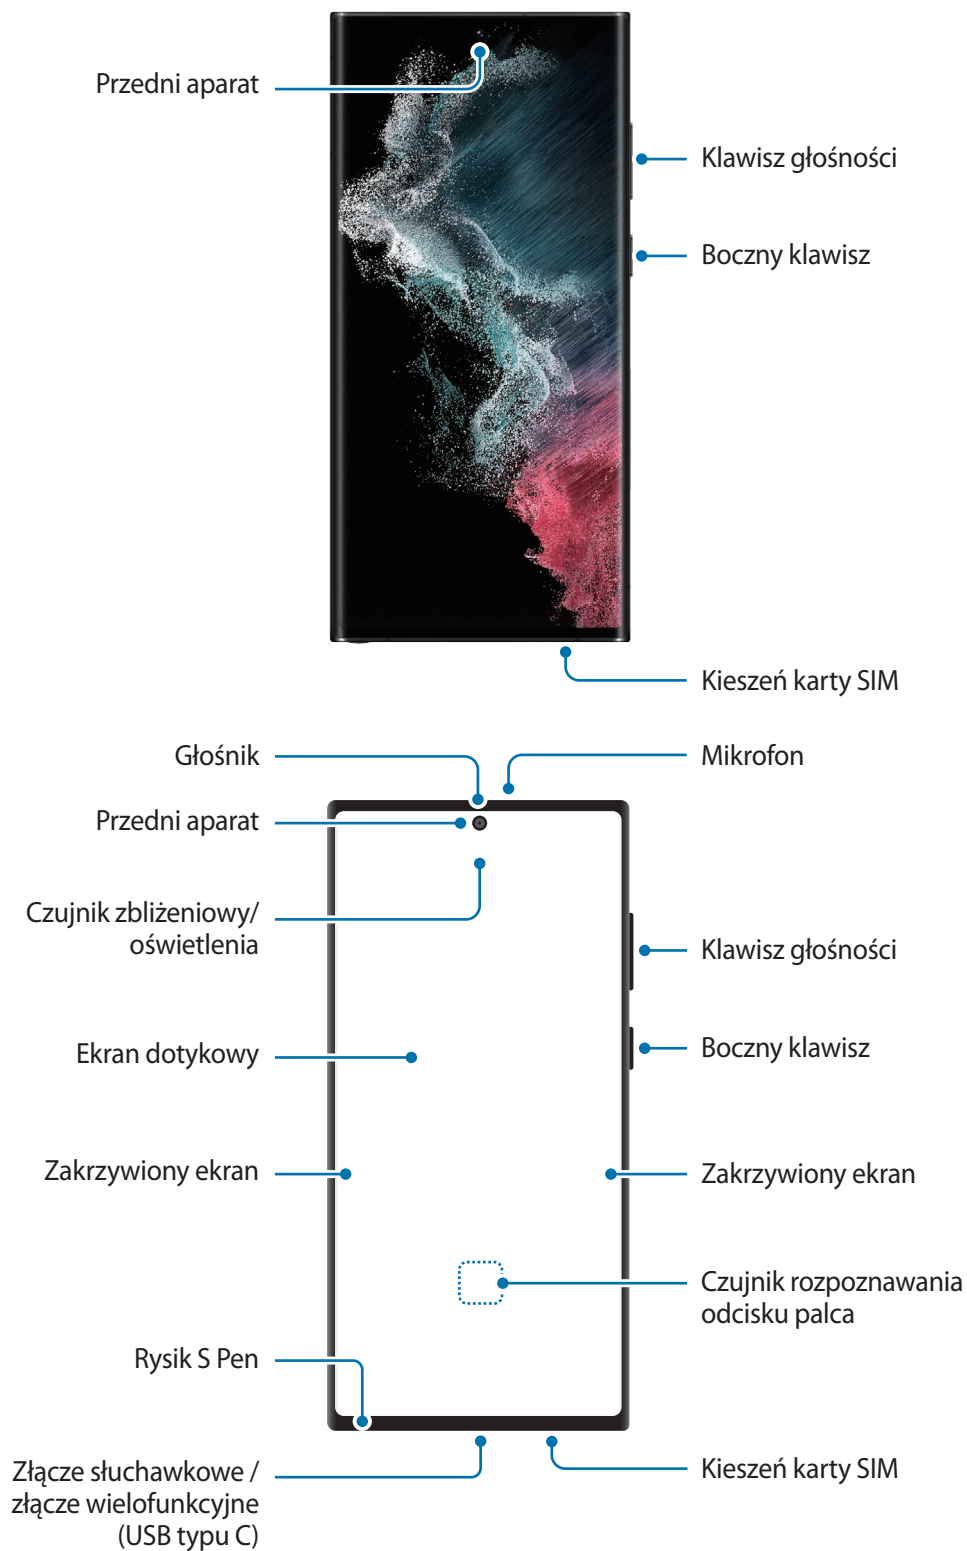 Przedni aparat
Klawisz głośności
Boczny klawisz
Kieszeń karty SIM
Głośnik
Mikrofon
Przedni aparat
Czujnik zbliżeniowy/
oświetlenia
Klawisz głośności
Ekran dotykowy
Boczny klawisz
Zakrzywiony ekran
Zakrzywiony ekran
Czujnik rozpoznawania
odcisku palca
Rysik S Pen
Złącze słuchawkowe /
złącze wielofunkcyjne
(USB typu C)
Kieszeń karty SIM